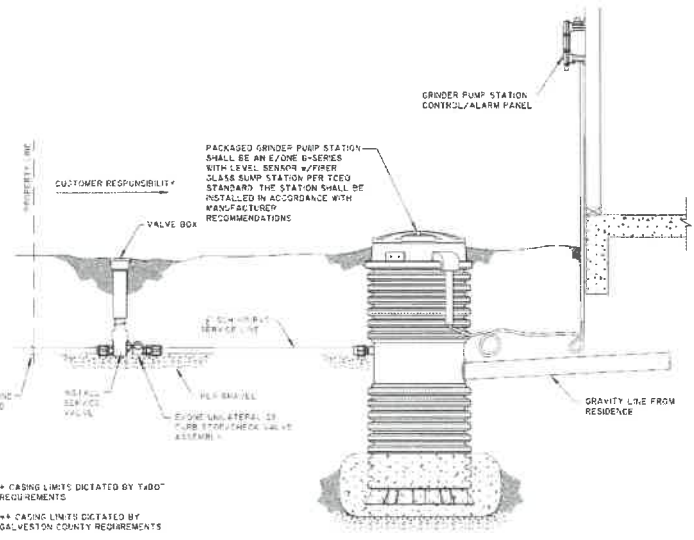 GRINDER PUMP STATION
CONTROL/ALARM PANEL
PACKAGED GRINDER PUMP STATION
SHALL BE AN E/ONE G-SERIES
WITH LEVEL SENSOR w/FIBER
GLASS SUMP STATION PER TCEQ
STANDARD. THE STATION SHALL BE
INSTALLED IN ACCORDANCE WITH
MANUFACTURER
RECOMMENDATIONS
PROPERTY LINE
CUSTOMER RESPONSIBILITY
VALVE BOX
SERVICE LINE
INSTALL
SERVICE
VALVE
GRAVEL
E/ONE UNILATERAL
CURB STOP/CHECK VALVE
ASSEMBLY
GRAVITY LINE FROM
RESIDENCE
* CASING LIMITS DICTATED BY TxDOT
REQUIREMENTS
** CASING LIMITS DICTATED BY
GALVESTON COUNTY REQUIREMENTS